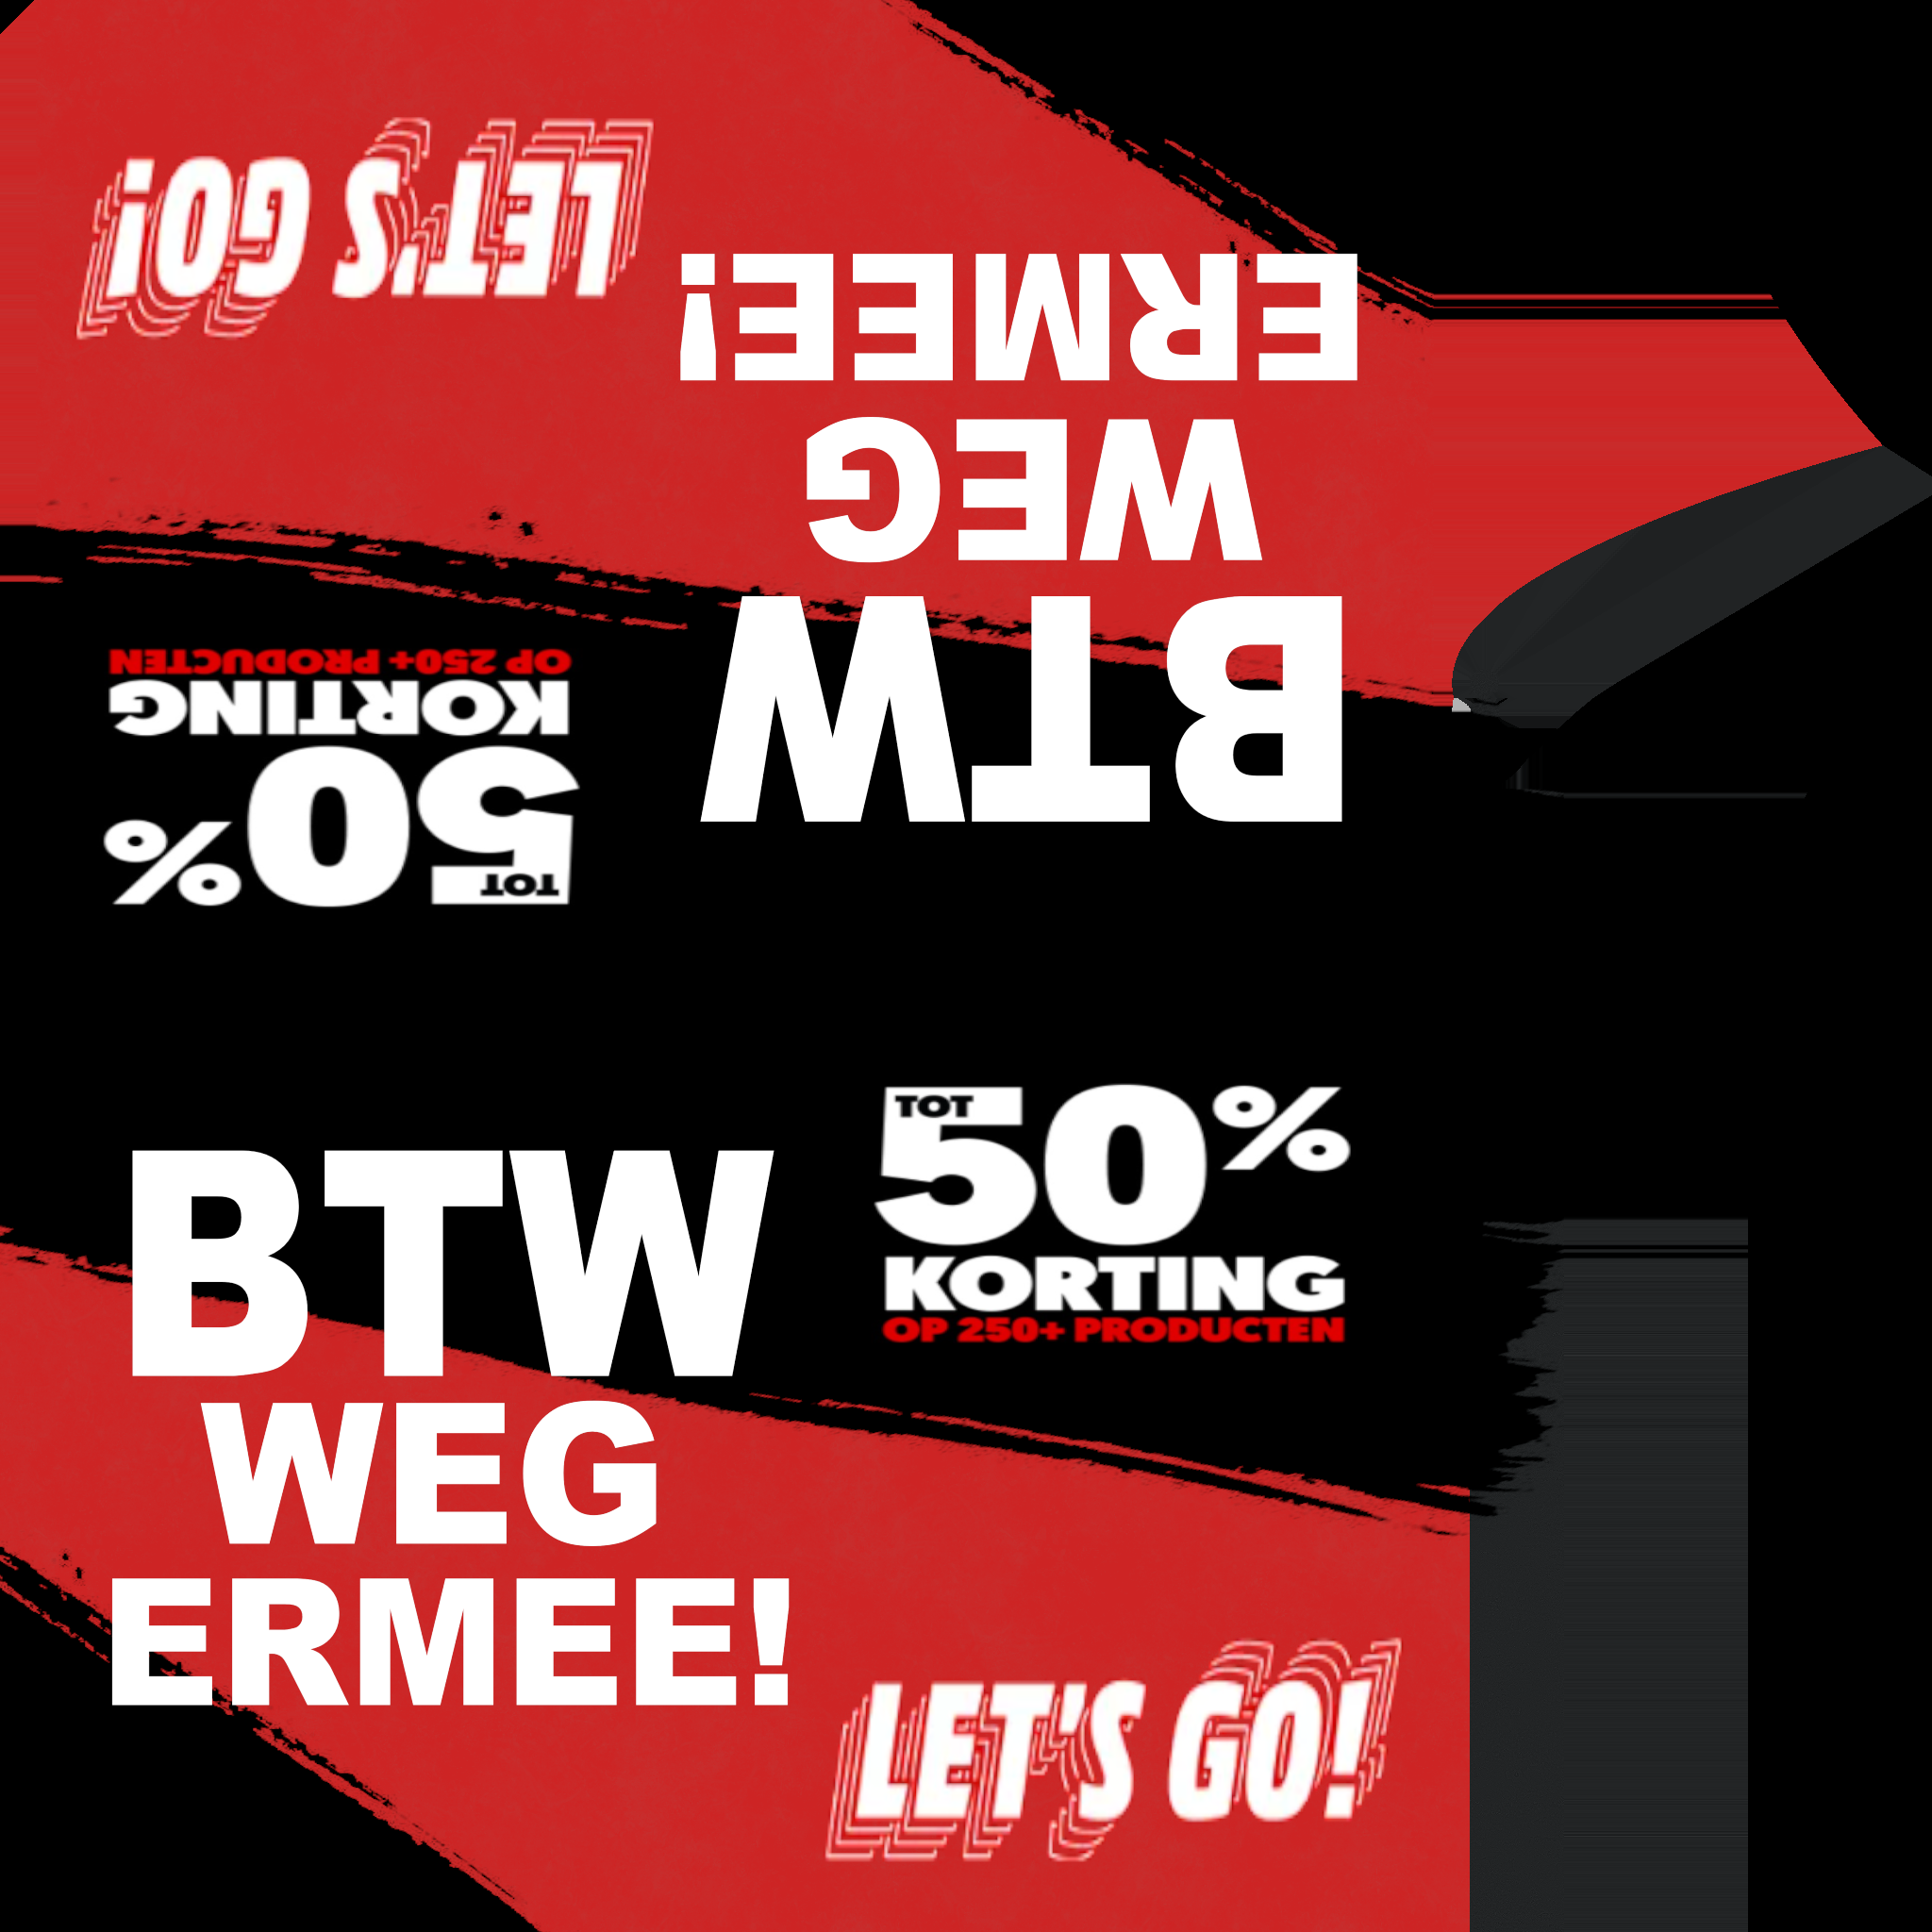 LET'S GO!
ERMEE!
WEG
BTW
OP 250+ PRODUCTEN
KORTING
50%
TOT
TOT
50%
KORTING
OP 250+ PRODUCTEN
BTW
WEG
ERMEE!
LET'S GO!